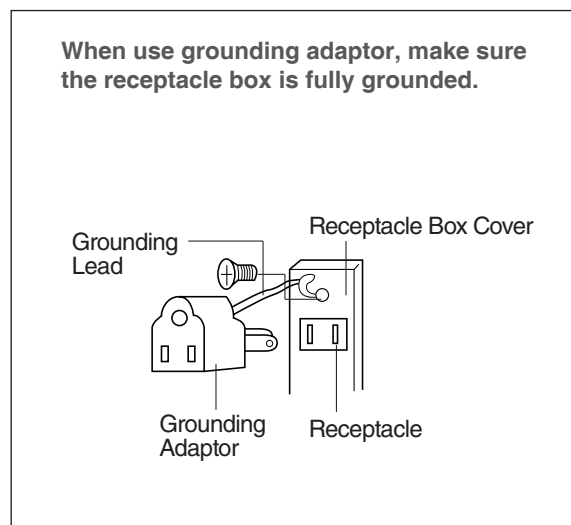 When use grounding adaptor, make sure
the receptacle box is fully grounded.
Receptacle Box Cover
Grounding
Lead
Grounding
Adaptor
Receptacle